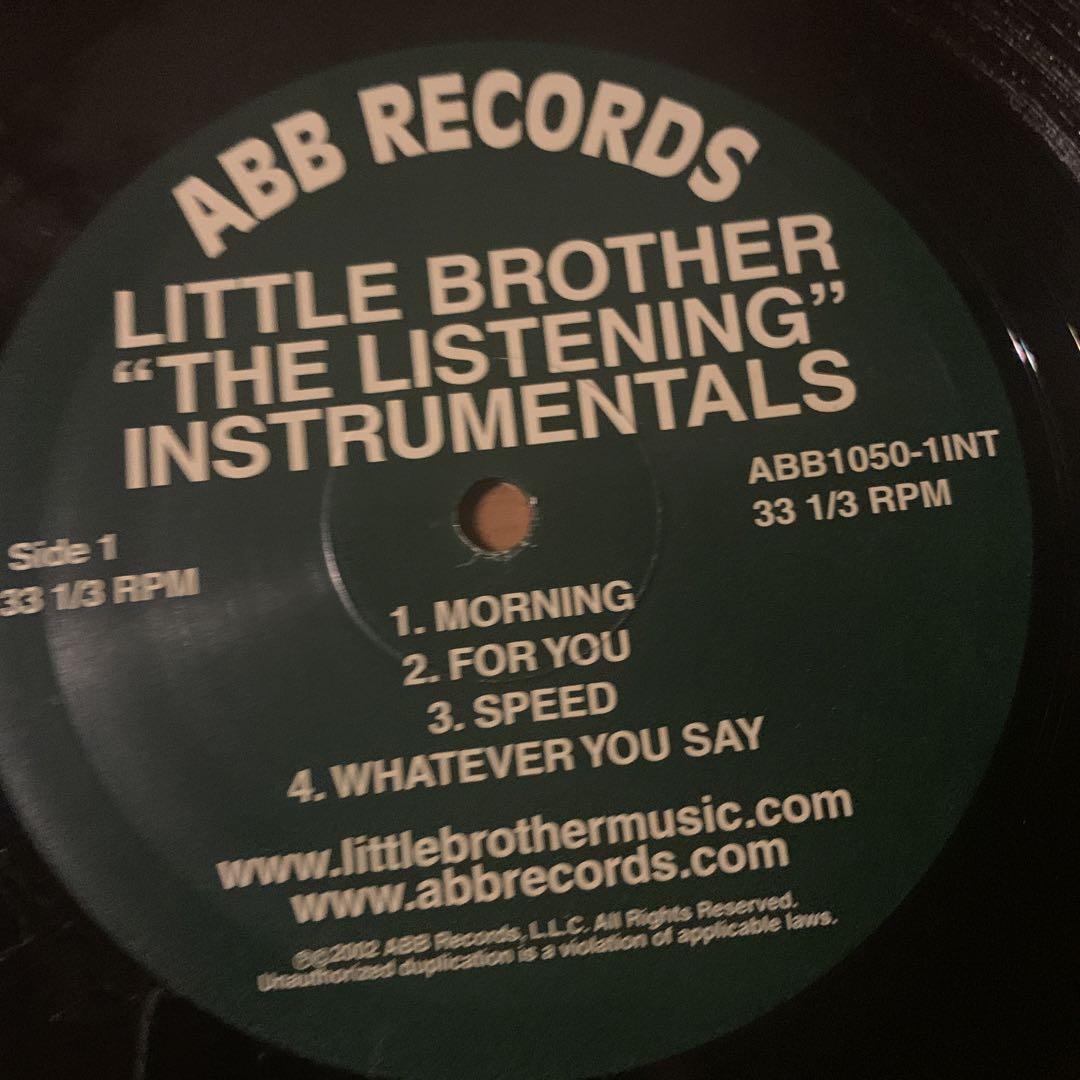 ABB RECORDS
LITTLE BROTHER
“THE LISTENING”
INSTRUMENTALS
ABB1050-1INT
33 1/3 RPM
Side 1
33 1/3 RPM
1. MORNING
2. FOR YOU
3. SPEED
4. WHATEVER YOU SAY
www.littlebrothermusic.com
www.abbrecords.com
℗©2002 ABB Records, L.L.C. All Rights Reserved.
Unauthorized duplication is a violation of applicable laws.